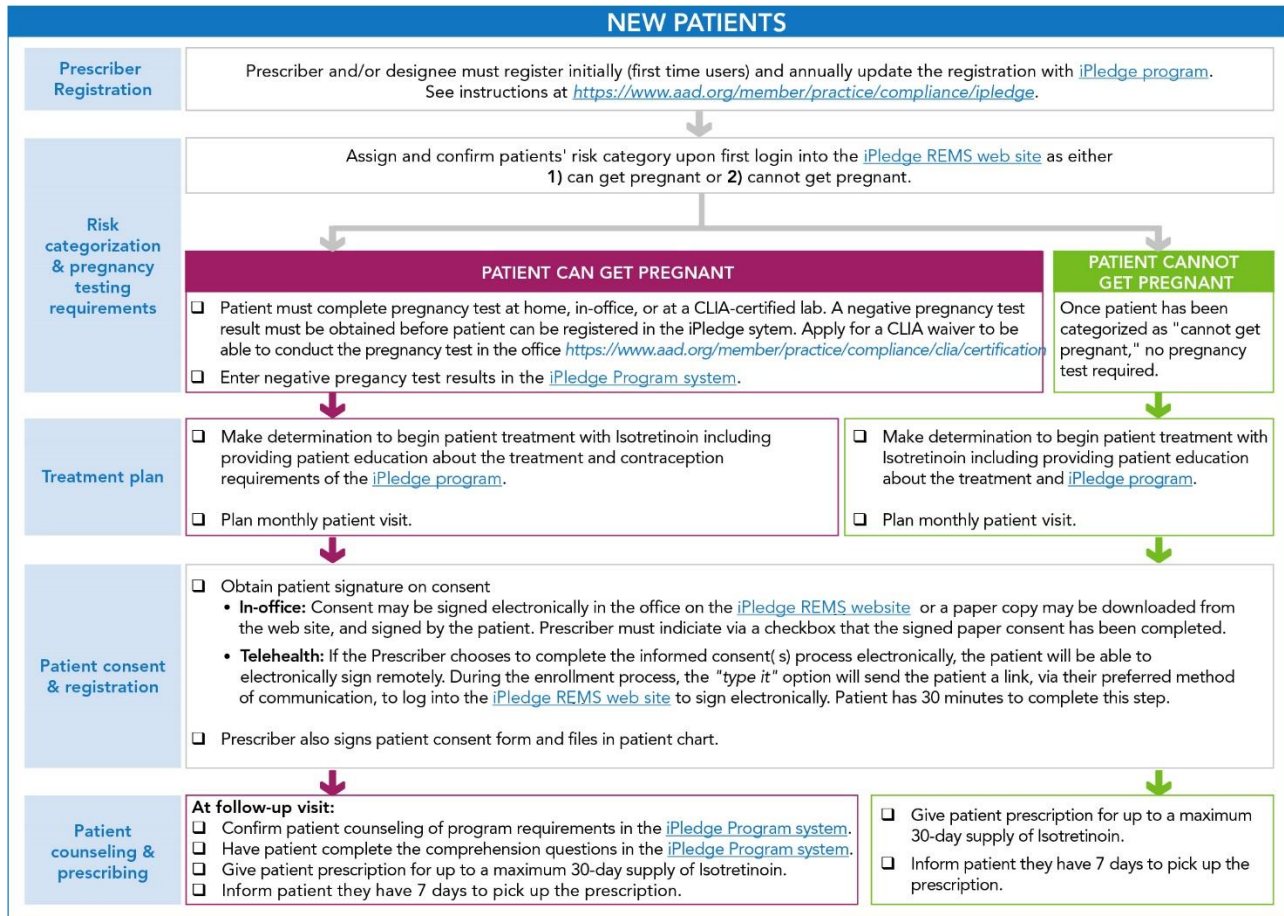 NEW PATIENTS
Prescriber
Registration
Prescriber and/or designee must register initially (first time users) and annually update the registration with iPledge program.
See instructions at https://www.aad.org/member/practice/compliance/ipledge.
Risk
categorization
& pregnancy
testing
requirements
Assign and confirm patients' risk category upon first login into the iPledge REMS web site as either
1) can get pregnant or 2) cannot get pregnant.
PATIENT CAN GET PREGNANT
❑ Patient must complete pregnancy test at home, in-office, or at a CLIA-certified lab. A negative pregnancy test
result must be obtained before patient can be registered in the iPledge sytem. Apply for a CLIA waiver to be
able to conduct the pregnancy test in the office https://www.aad.org/member/practice/compliance/clia/certification
❑ Enter negative pregancy test results in the iPledge Program system.
PATIENT CANNOT
GET PREGNANT
Once patient has been
categorized as "cannot get
pregnant," no pregnancy
test required.
Treatment plan
❑ Make determination to begin patient treatment with Isotretinoin including
providing patient education about the treatment and contraception
requirements of the iPledge program.
❑ Plan monthly patient visit.
❑ Make determination to begin patient treatment with
Isotretinoin including providing patient education
about the treatment and iPledge program.
❑ Plan monthly patient visit.
Patient consent
& registration
❑ Obtain patient signature on consent
• In-office: Consent may be signed electronically in the office on the iPledge REMS website or a paper copy may be downloaded from
the web site, and signed by the patient. Prescriber must indiciate via a checkbox that the signed paper consent has been completed.
• Telehealth: If the Prescriber chooses to complete the informed consent( s) process electronically, the patient will be able to
electronically sign remotely. During the enrollment process, the "type it" option will send the patient a link, via their preferred method
of communication, to log into the iPledge REMS web site to sign electronically. Patient has 30 minutes to complete this step.
❑ Prescriber also signs patient consent form and files in patient chart.
Patient
counseling &
prescribing
At follow-up visit:
❑ Confirm patient counseling of program requirements in the iPledge Program system.
❑ Have patient complete the comprehension questions in the iPledge Program system.
❑ Give patient prescription for up to a maximum 30-day supply of Isotretinoin.
❑ Inform patient they have 7 days to pick up the prescription.
❑ Give patient prescription for up to a maximum
30-day supply of Isotretinoin.
❑ Inform patient they have 7 days to pick up the
prescription.